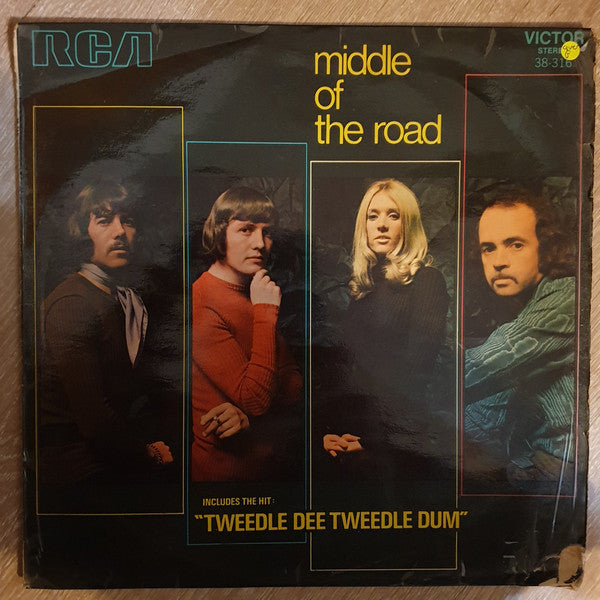 RCA
VICTOR
STEREO
38-316
middle
of
the road
INCLUDES THE HIT:
"TWEEDLE DEE TWEEDLE DUM"